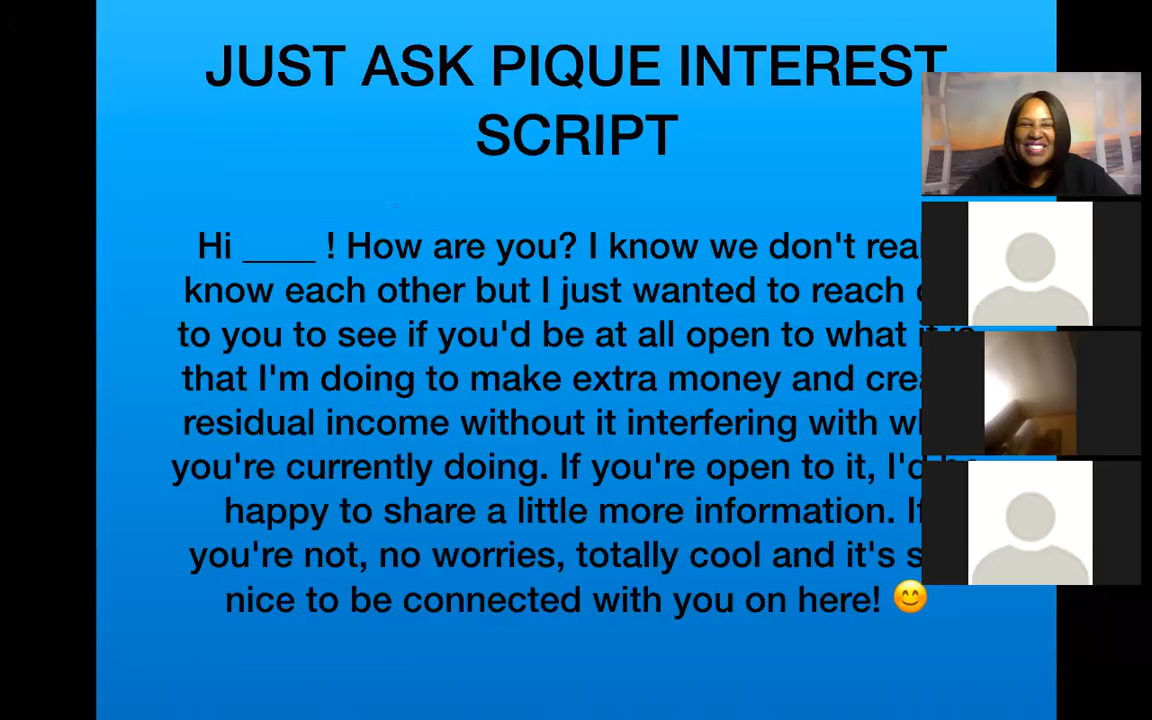 JUST ASK PIQUE INTEREST
SCRIPT
Hi ____ ! How are you? I know we don't
know each other but I just wanted to reach
to you to see if you'd be at all open to what it is
that I'm doing to make extra money and
residual income without it interfering with
you're currently doing. If you're open to it, I'd be
happy to share a little more information. If
you're not, no worries, totally cool and it's
nice to be connected with you on here! 😊